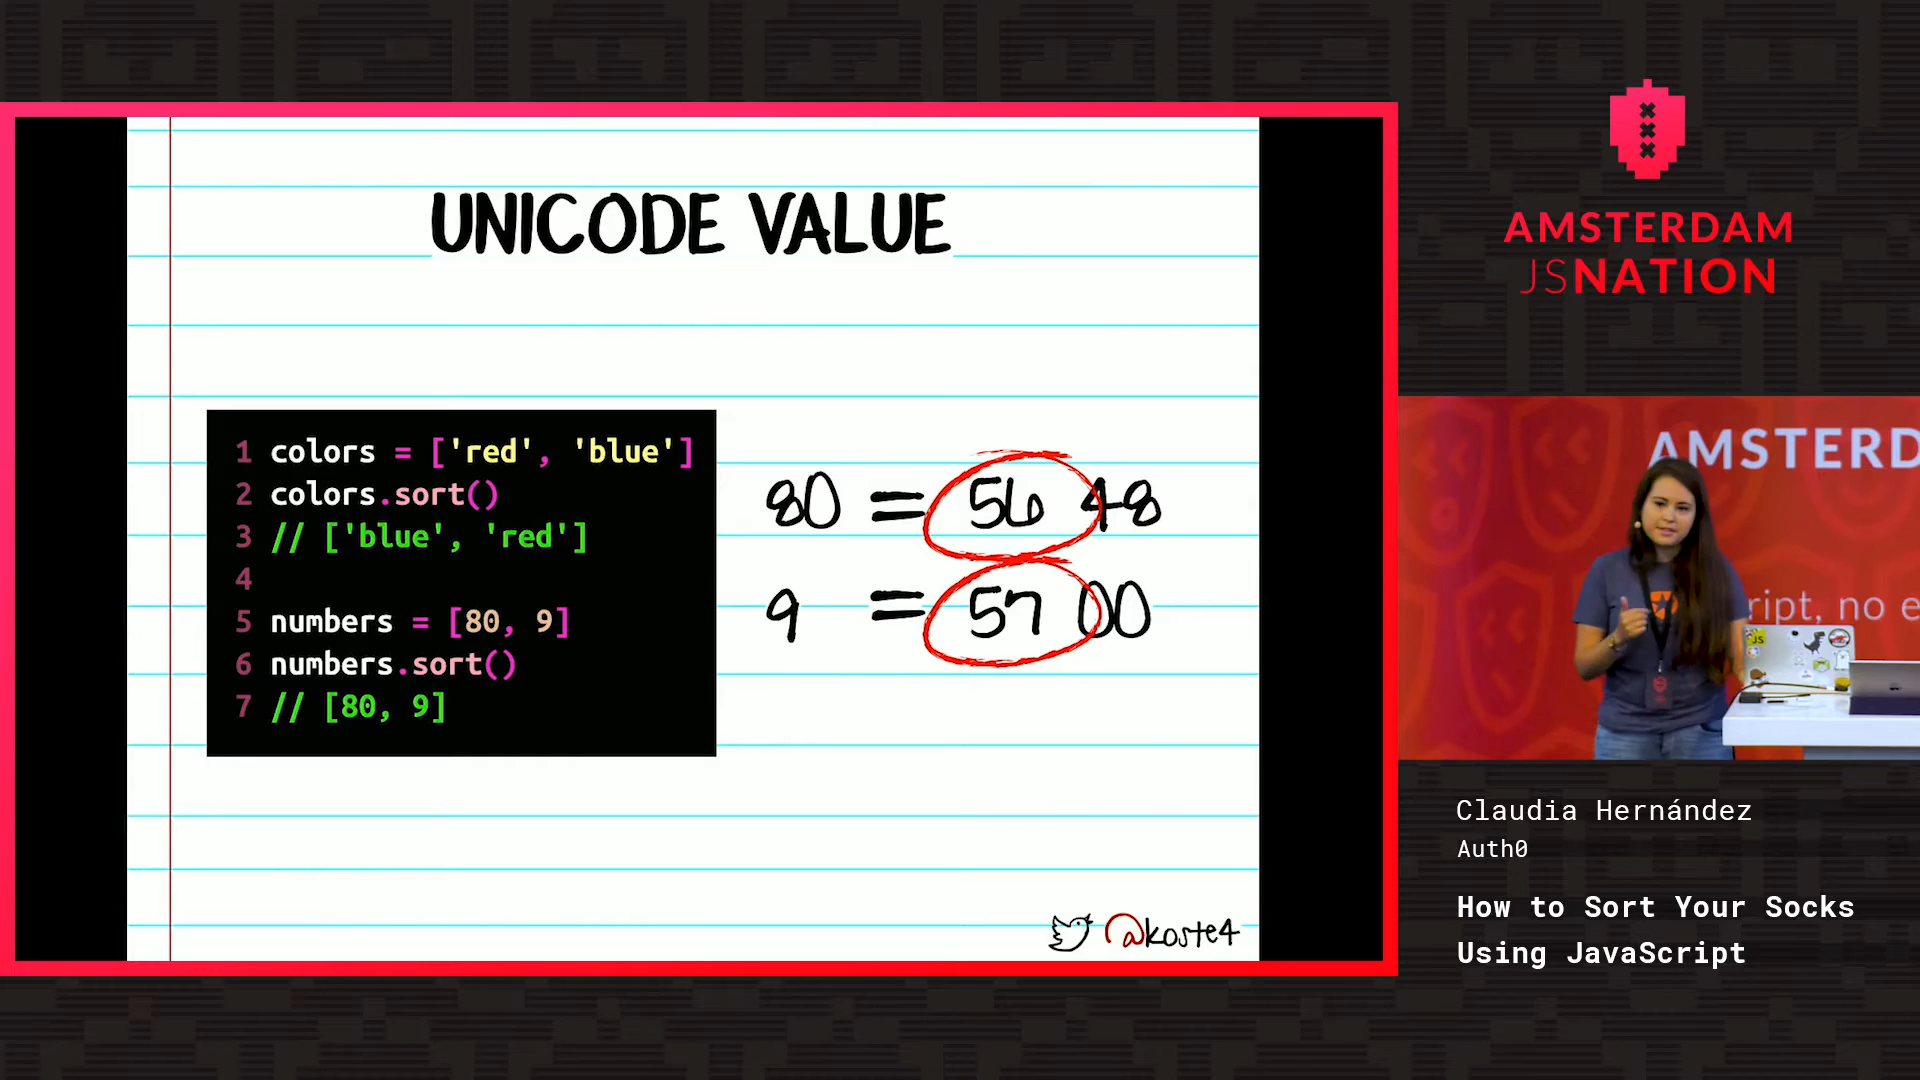 UNICODE VALUE
1 colors = ['red', 'blue']
2 colors.sort()
3 // ['blue', 'red']
4
5 numbers = [80, 9]
6 numbers.sort()
7 // [80, 9]
80 = 56 48
9 = 57 00
@koste4
AMSTERDAM
JSNATION
AMSTERD
ript, no e
JS
Claudia Hernández
Auth0
How to Sort Your Socks
Using JavaScript